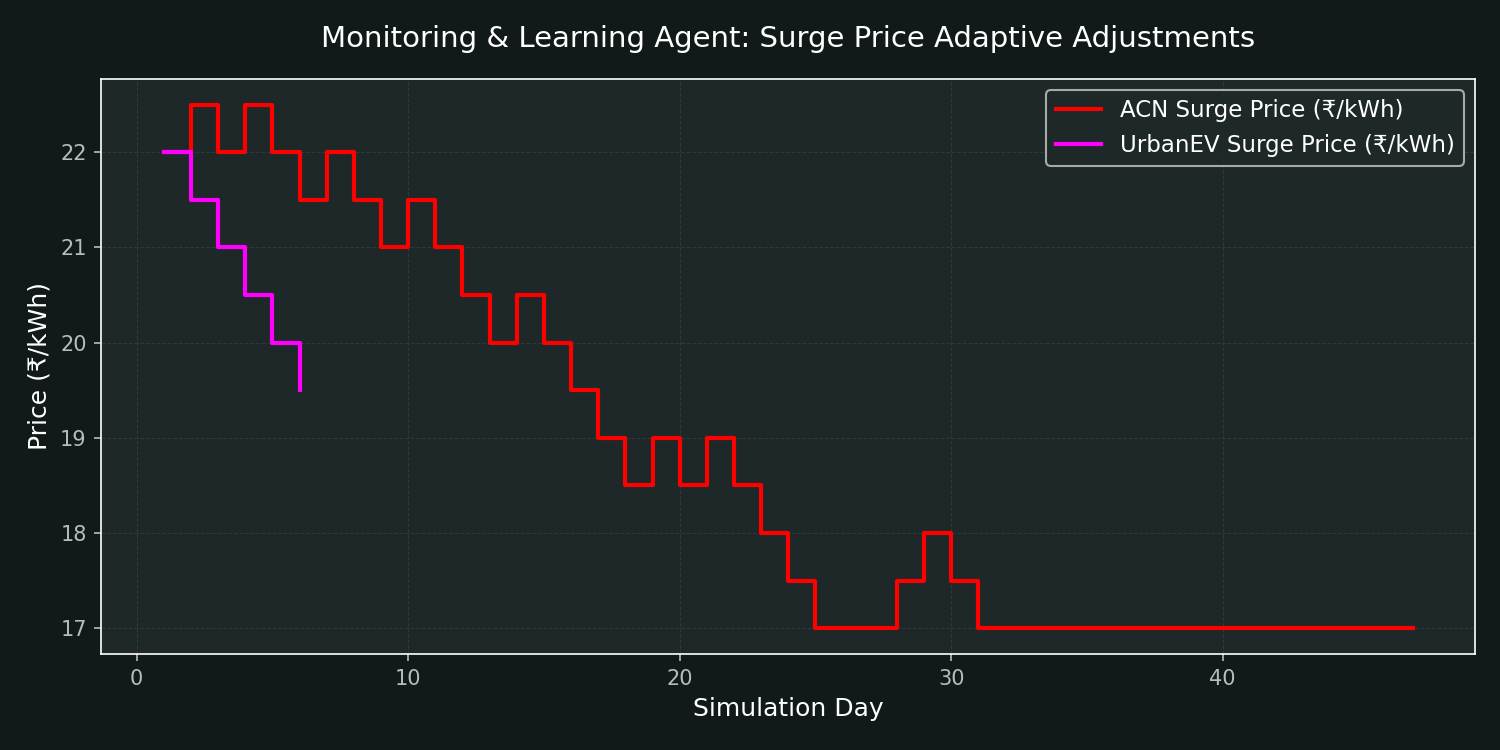 Monitoring & Learning Agent: Surge Price Adaptive Adjustments
ACN Surge Price (₹/kWh)
UrbanEV Surge Price (₹/kWh)
Price (₹/kWh)
22
21
20
19
18
17
0 10 20 30 40
Simulation Day